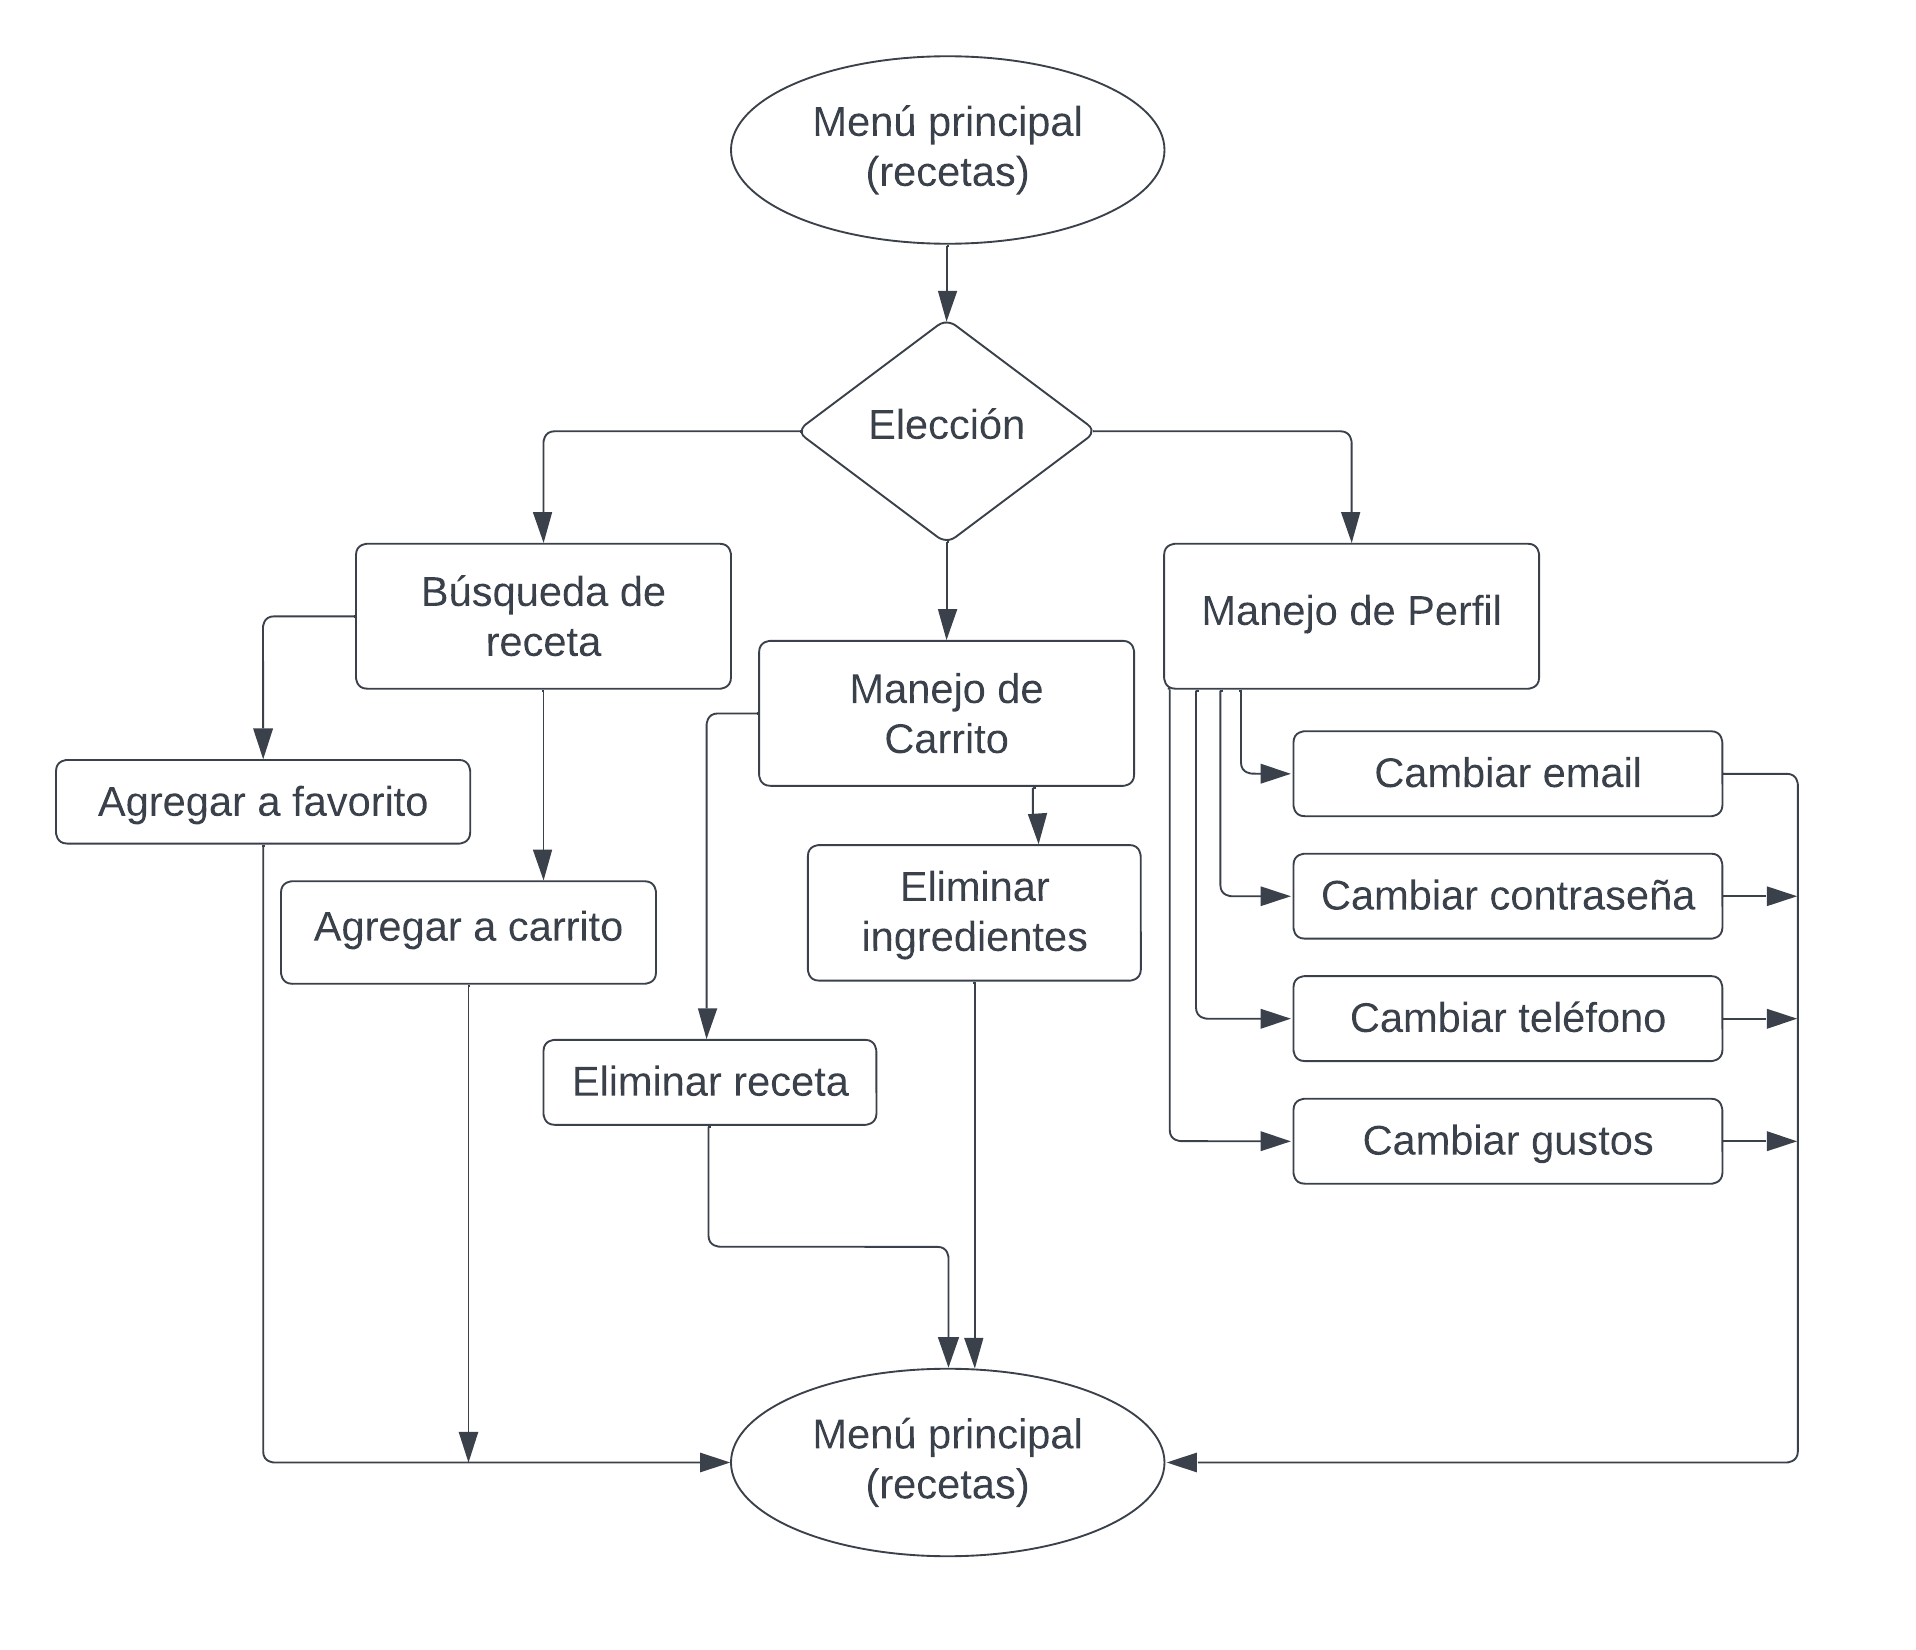 Menú principal
(recetas)
Elección
Búsqueda de
receta
Manejo de
Carrito
Manejo de Perfil
Agregar a favorito
Agregar a carrito
Eliminar receta
Eliminar
ingredientes
Cambiar email
Cambiar contraseña
Cambiar teléfono
Cambiar gustos
Menú principal
(recetas)